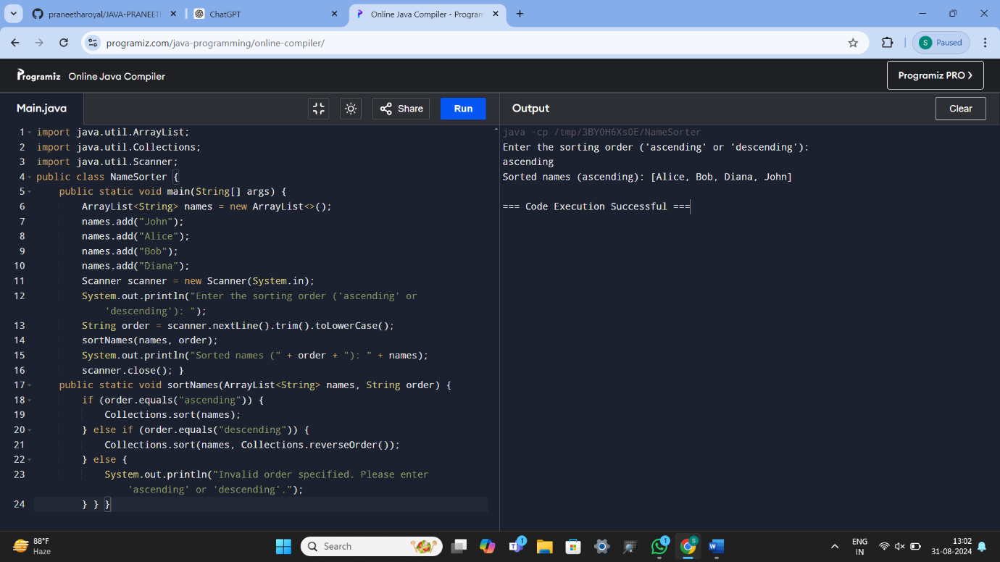 praneetharoyal/JAVA-PRANEET
ChatGPT
Online Java Compiler - Program
programiz.com/java-programming/online-compiler/
S Paused
Programiz Online Java Compiler
Programiz PRO >
Main.java
Share
Run
Output
Clear
1 import java.util.ArrayList;
2 import java.util.Collections;
3 import java.util.Scanner;
4 public class NameSorter {
5 public static void main(String[] args) {
6 ArrayList<String> names = new ArrayList<>();
7 names.add("John");
8 names.add("Alice");
9 names.add("Bob");
10 names.add("Diana");
11 Scanner scanner = new Scanner(System.in);
12 System.out.println("Enter the sorting order ('ascending' or
'descending'): ");
13 String order = scanner.nextLine().trim().toLowerCase();
14 sortNames(names, order);
15 System.out.println("Sorted names (" + order + "): " + names);
16 scanner.close(); }
17 public static void sortNames(ArrayList<String> names, String order) {
18 if (order.equals("ascending")) {
19 Collections.sort(names);
20 } else if (order.equals("descending")) {
21 Collections.sort(names, Collections.reverseOrder());
22 } else {
23 System.out.println("Invalid order specified. Please enter
'ascending' or 'descending'.");
24 } } }
java -cp /tmp/3BY0H6Xs0E/NameSorter
Enter the sorting order ('ascending' or 'descending'):
ascending
Sorted names (ascending): [Alice, Bob, Diana, John]
=== Code Execution Successful ===
88°F
Haze
Search
1
1
S
ENG
IN
13:02
31-08-2024